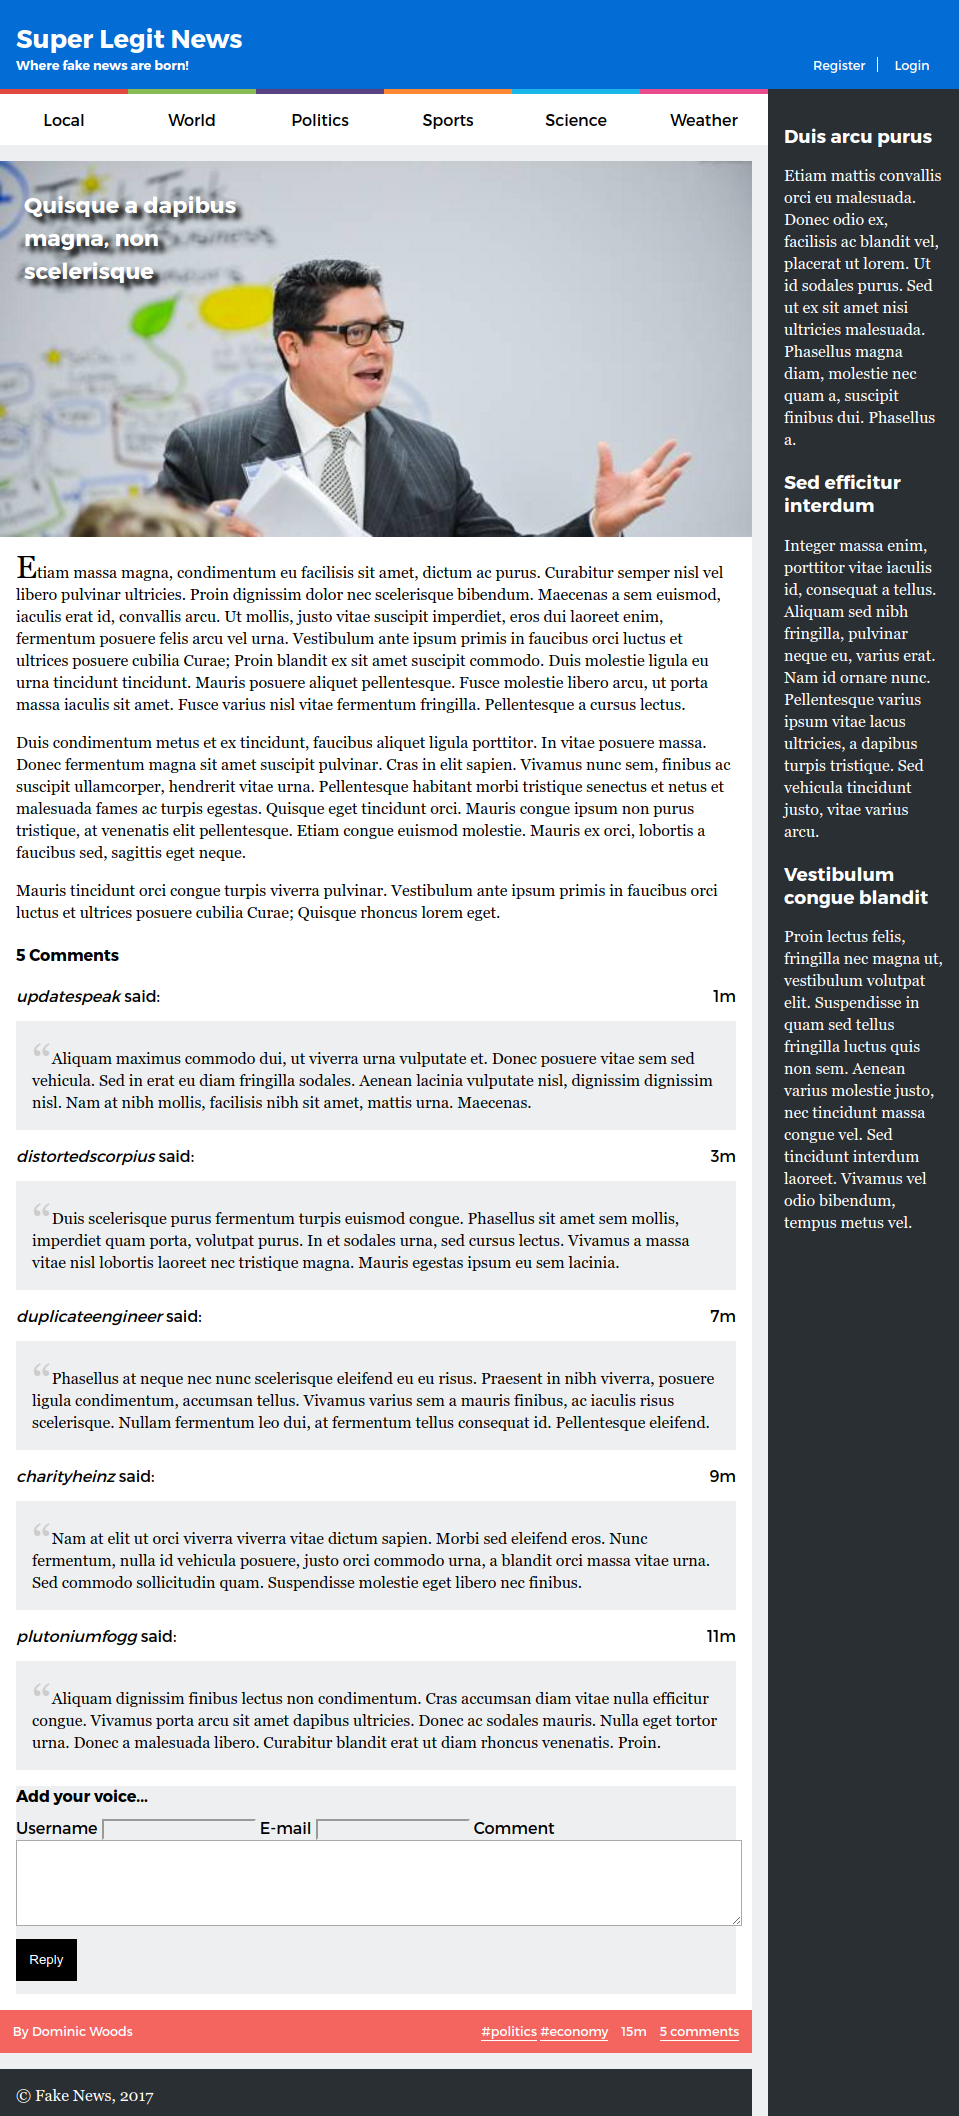 Super Legit News
Where fake news are born!
Register
Login
Local
World
Politics
Sports
Science
Weather
Quisque a dapibus
magna, non
scelerisque
Etiam massa magna, condimentum eu facilisis sit amet, dictum ac purus. Curabitur semper nisl vel
libero pulvinar ultricies. Proin dignissim dolor nec scelerisque bibendum. Maecenas a sem euismod,
iaculis erat id, convallis arcu. Ut mollis, justo vitae suscipit imperdiet, eros dui laoreet enim,
fermentum posuere felis arcu vel urna. Vestibulum ante ipsum primis in faucibus orci luctus et
ultrices posuere cubilia Curae; Proin blandit ex sit amet suscipit commodo. Duis molestie ligula eu
urna tincidunt tincidunt. Mauris posuere aliquet pellentesque. Fusce molestie libero arcu, ut porta
massa iaculis sit amet. Fusce varius nisl vitae fermentum fringilla. Pellentesque a cursus lectus.
Duis condimentum metus et ex tincidunt, faucibus aliquet ligula porttitor. In vitae posuere massa.
Donec fermentum magna sit amet suscipit pulvinar. Cras in elit sapien. Vivamus nunc sem, finibus ac
suscipit ullamcorper, hendrerit vitae urna. Pellentesque habitant morbi tristique senectus et netus et
malesuada fames ac turpis egestas. Quisque eget tincidunt orci. Mauris congue ipsum non purus
tristique, at venenatis elit pellentesque. Etiam congue euismod molestie. Mauris ex orci, lobortis a
faucibus sed, sagittis eget neque.
Mauris tincidunt orci congue turpis viverra pulvinar. Vestibulum ante ipsum primis in faucibus orci
luctus et ultrices posuere cubilia Curae; Quisque rhoncus lorem eget.
5 Comments
updatespeak said: 1m
“Aliquam maximus commodo dui, ut viverra urna vulputate et. Donec posuere vitae sem sed
vehicula. Sed in erat eu diam fringilla sodales. Aenean lacinia vulputate nisl, dignissim dignissim
nisl. Nam at nibh mollis, facilisis nibh sit amet, mattis urna. Maecenas.
distortedscorpius said: 3m
“Duis scelerisque purus fermentum turpis euismod congue. Phasellus sit amet sem mollis,
imperdiet quam porta, volutpat purus. In et sodales urna, sed cursus lectus. Vivamus a massa
vitae nisl lobortis laoreet nec tristique magna. Mauris egestas ipsum eu sem lacinia.
duplicateengineer said: 7m
“Phasellus at neque nec nunc scelerisque eleifend eu eu risus. Praesent in nibh viverra, posuere
ligula condimentum, accumsan tellus. Vivamus varius sem a mauris finibus, ac iaculis risus
scelerisque. Nullam fermentum leo dui, at fermentum tellus consequat id. Pellentesque eleifend.
charityheinz said: 9m
“Nam at elit ut orci viverra viverra vitae dictum sapien. Morbi sed eleifend eros. Nunc
fermentum, nulla id vehicula posuere, justo orci commodo urna, a blandit orci massa vitae urna.
Sed commodo sollicitudin quam. Suspendisse molestie eget libero nec finibus.
plutoniumfogg said: 11m
“Aliquam dignissim finibus lectus non condimentum. Cras accumsan diam vitae nulla efficitur
congue. Vivamus porta arcu sit amet dapibus ultricies. Donec ac sodales mauris. Nulla eget tortor
urna. Donec a malesuada libero. Curabitur blandit erat ut diam rhoncus venenatis. Proin.
Add your voice...
Username E-mail Comment
Reply
By Dominic Woods #politics #economy 15m 5 comments
© Fake News, 2017
Duis arcu purus
Etiam mattis convallis
orci eu malesuada.
Donec odio ex,
facilisis ac blandit vel,
placerat ut lorem. Ut
id sodales purus. Sed
ut ex sit amet nisi
ultricies malesuada.
Phasellus magna
diam, molestie nec
quam a, suscipit
finibus dui. Phasellus
a.
Sed efficitur
interdum
Integer massa enim,
porttitor vitae iaculis
id, consequat a tellus.
Aliquam sed nibh
fringilla, pulvinar
neque eu, varius erat.
Nam id ornare nunc.
Pellentesque varius
ipsum vitae lacus
ultricies, a dapibus
turpis tristique. Sed
vehicula tincidunt
justo, vitae varius
arcu.
Vestibulum
congue blandit
Proin lectus felis,
fringilla nec magna ut,
vestibulum volutpat
elit. Suspendisse in
quam sed tellus
fringilla luctus quis
non sem. Aenean
varius molestie justo,
nec tincidunt massa
congue vel. Sed
tincidunt interdum
laoreet. Vivamus vel
odio bibendum,
tempus metus vel.